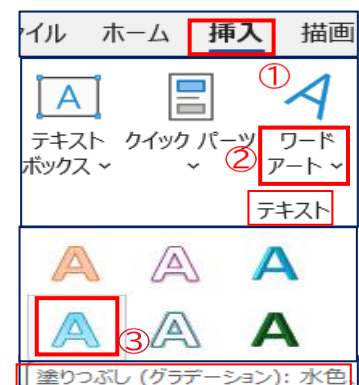 ァイル ホーム 挿入 描画
①
A
テキスト クイック パーツ ワード
ボックス ② アート
テキスト
A A A
A ③ A A
塗りつぶし (グラデーション): 水色